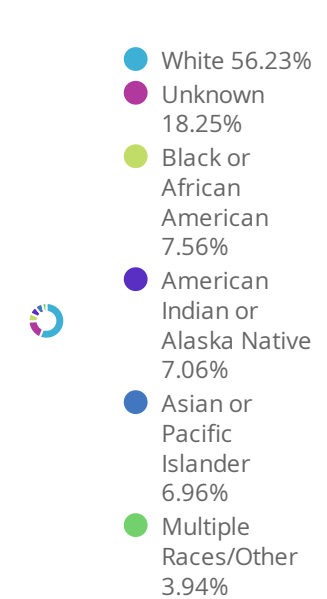 White 56.23%
Unknown
18.25%
Black or
African
American
7.56%
American
Indian or
Alaska Native
7.06%
Asian or
Pacific
Islander
6.96%
Multiple
Races/Other
3.94%